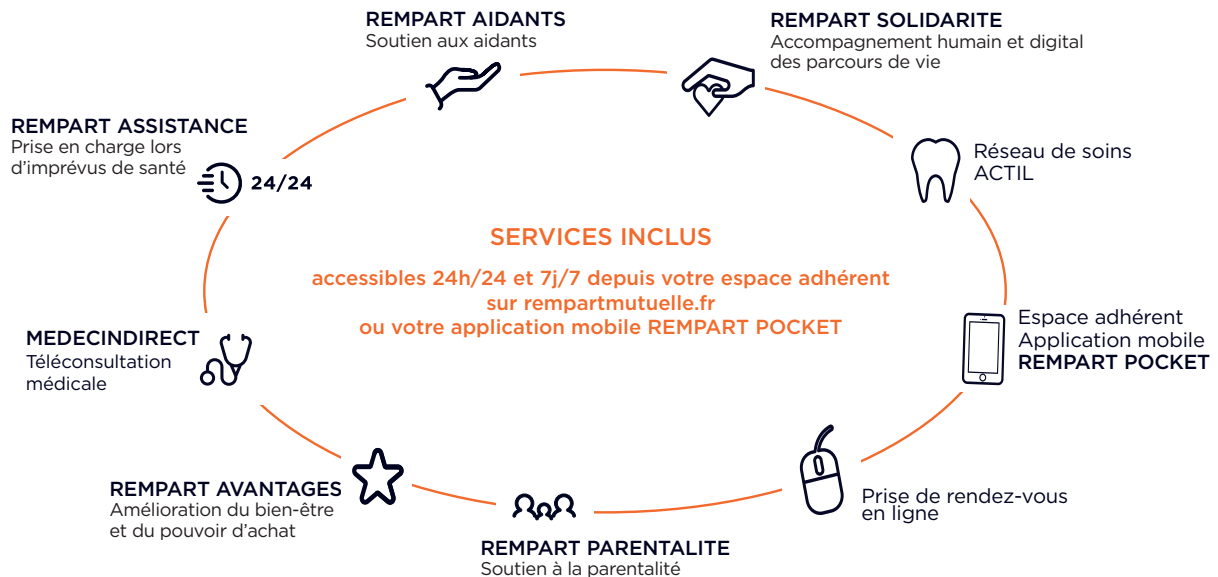 REMPART AIDANTS
Soutien aux aidants
REMPART SOLIDARITE
Accompagnement humain et digital
des parcours de vie
REMPART ASSISTANCE
Prise en charge lors
d'imprévus de santé
24/24
Réseau de soins
ACTIL
SERVICES INCLUS
accessibles 24h/24 et 7j/7 depuis votre espace adhérent
sur rempartmutuelle.fr
ou votre application mobile REMPART POCKET
MEDECINDIRECT
Téléconsultation
médicale
Espace adhérent
Application mobile
REMPART POCKET
REMPART AVANTAGES
Amélioration du bien-être
et du pouvoir d'achat
Prise de rendez-vous
en ligne
REMPART PARENTALITE
Soutien à la parentalité